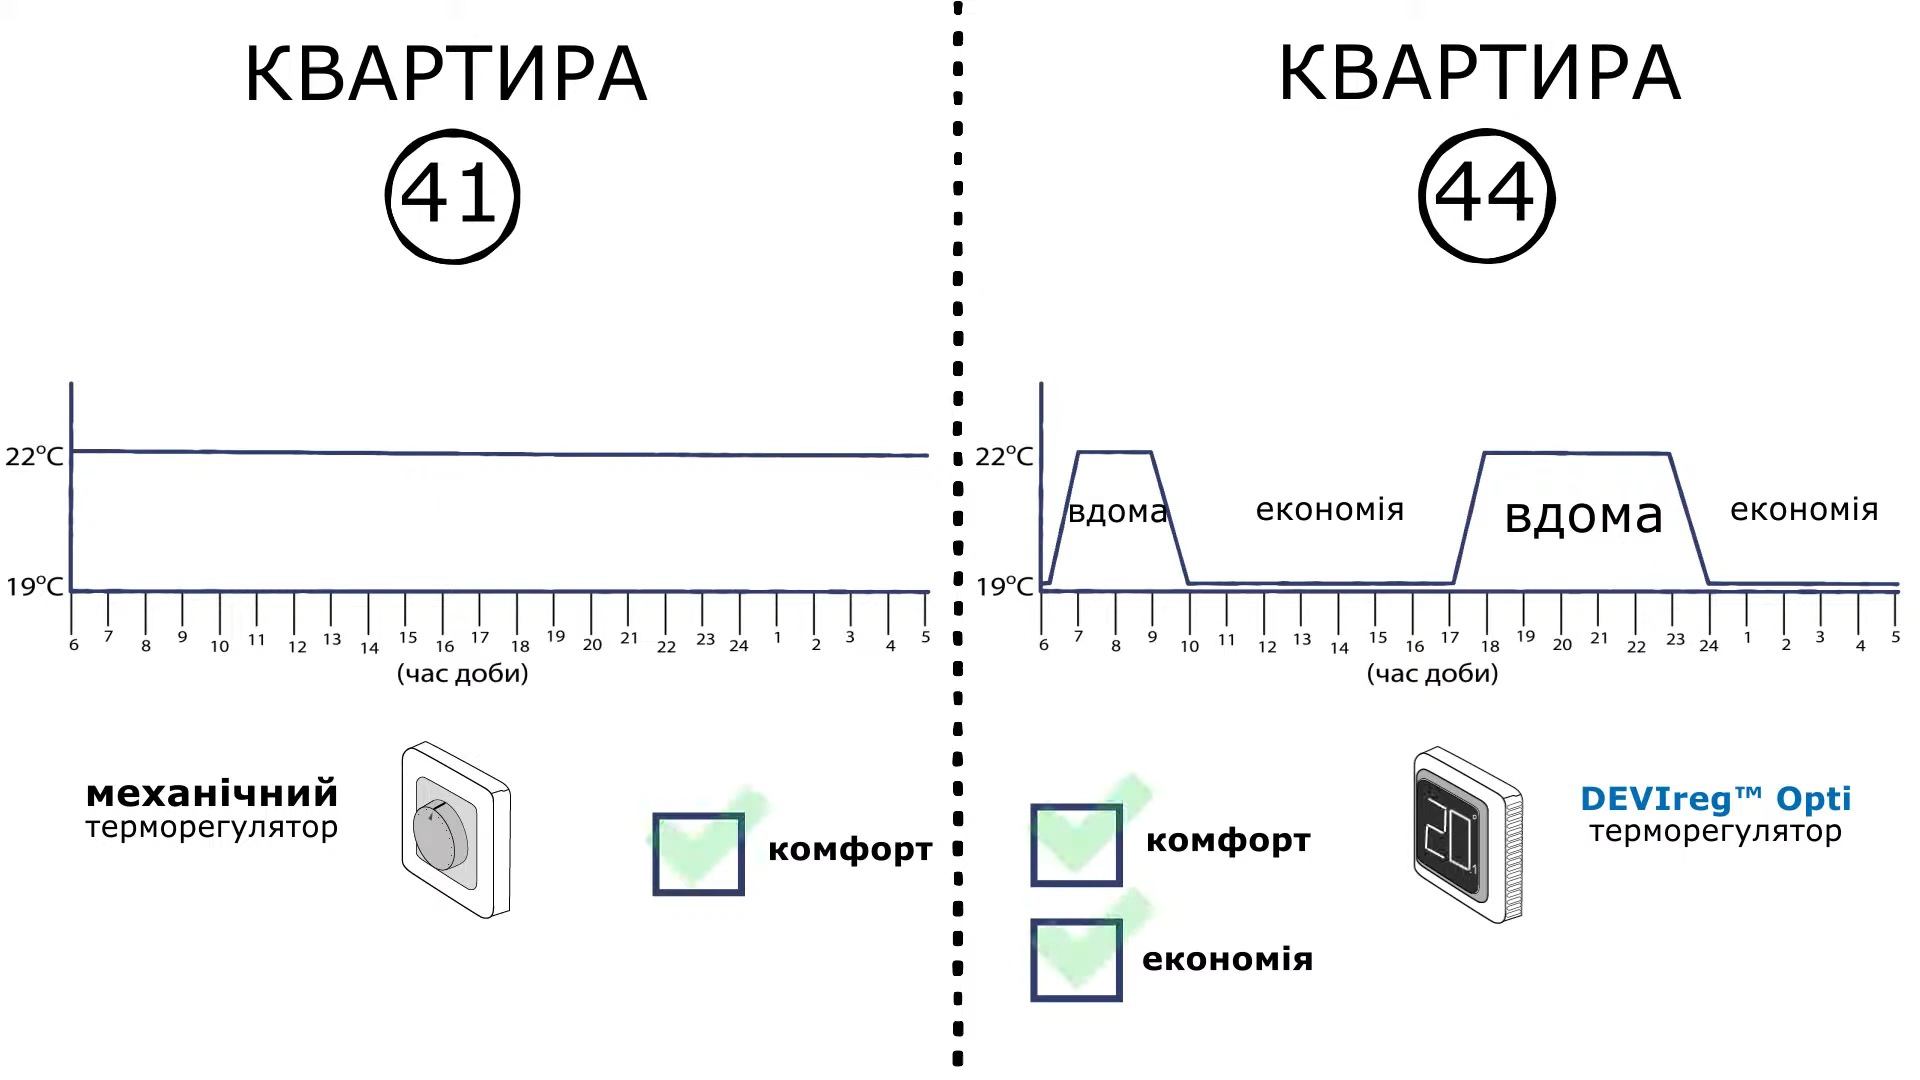 КВАРТИРА
41
22°C
19°C
6 7 8 9 10 11 12 13 14 15 16 17 18 19 20 21 22 23 24 1 2 3 4 5
(час доби)
механічний
терморегулятор
комфорт
КВАРТИРА
44
22°C
вдома
економія
вдома
економія
19°C
6 7 8 9 10 11 12 13 14 15 16 17 18 19 20 21 22 23 24 1 2 3 4 5
(час доби)
комфорт
економія
20
DEVIreg™ Opti
терморегулятор